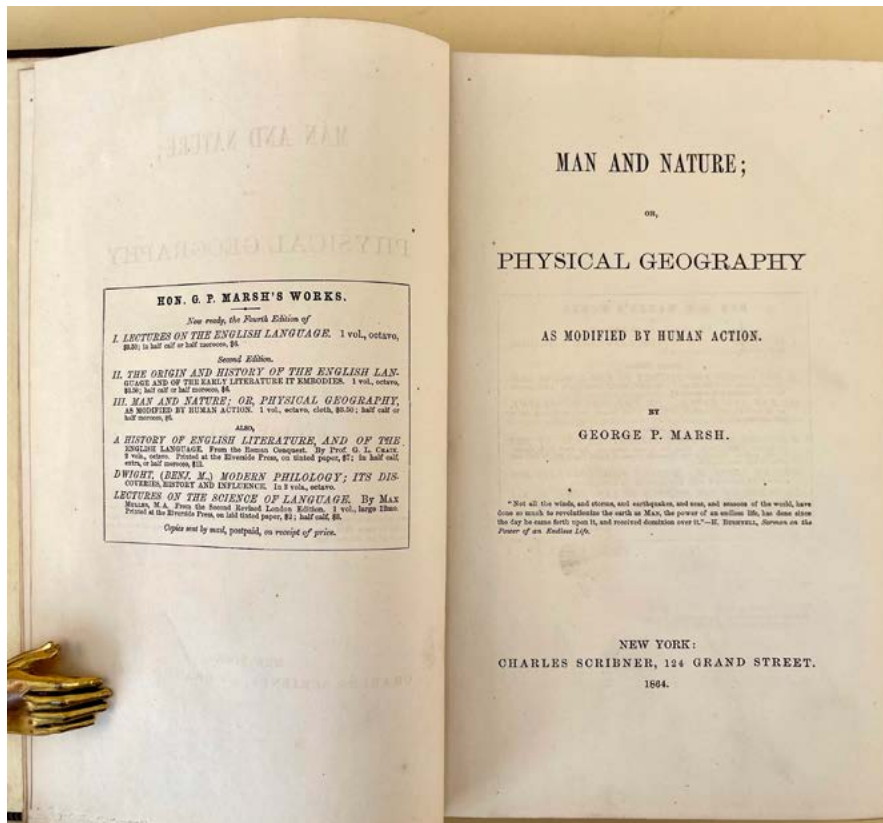 HON. G. P. MARSH'S WORKS.
Now ready, the Fourth Edition of
I. LECTURES ON THE ENGLISH LANGUAGE. 1 vol., octavo,
$3.50; in half calf or half morocco, $6.
Second Edition.
II. THE ORIGIN AND HISTORY OF THE ENGLISH LAN-
GUAGE AND OF THE EARLY LITERATURE IT EMBODIES. 1 vol., octavo,
$3.50; half calf or half morocco, $6.
III. MAN AND NATURE; OR, PHYSICAL GEOGRAPHY,
AS MODIFIED BY HUMAN ACTION. 1 vol., octavo, cloth, $3.50; half calf or
half morocco, $6.
ALSO,
A HISTORY OF ENGLISH LITERATURE, AND OF THE
ENGLISH LANGUAGE. From the Roman Conquest. By Prof. G. L. CRAIK.
2 vols., octavo. Printed at the Riverside Press, on tinted paper, $7; in half calf,
extra, or half morocco,
DWIGHT, (BENJ. M.,) MODERN PHILOLOGY; ITS DIS-
COVERIES, HISTORY AND INFLUENCE. In 2 vols., octavo.
LECTURES ON THE SCIENCE OF LANGUAGE. By MAX
MULLER, M.A. From the Second Revised London Edition. 1 vol., large 12mo.
Printed at the Riverside Press, on laid tinted paper, $2; half calf,
Copies sent by mail, postpaid, on receipt of price.
MAN AND NATURE;
OR,
PHYSICAL GEOGRAPHY
AS MODIFIED BY HUMAN ACTION.
BY
GEORGE P. MARSH.
"Not all the winds, and storms, and earthquakes, and seas, and seasons of the world, have
done so much to revolutionize the earth as MAN, the power of an endless life, has done since
the day he came forth upon it, and received dominion over it."—H. BUSHNELL, Sermon on the
Power of an Endless Life.
NEW YORK:
CHARLES SCRIBNER, 124 GRAND STREET.
1864.